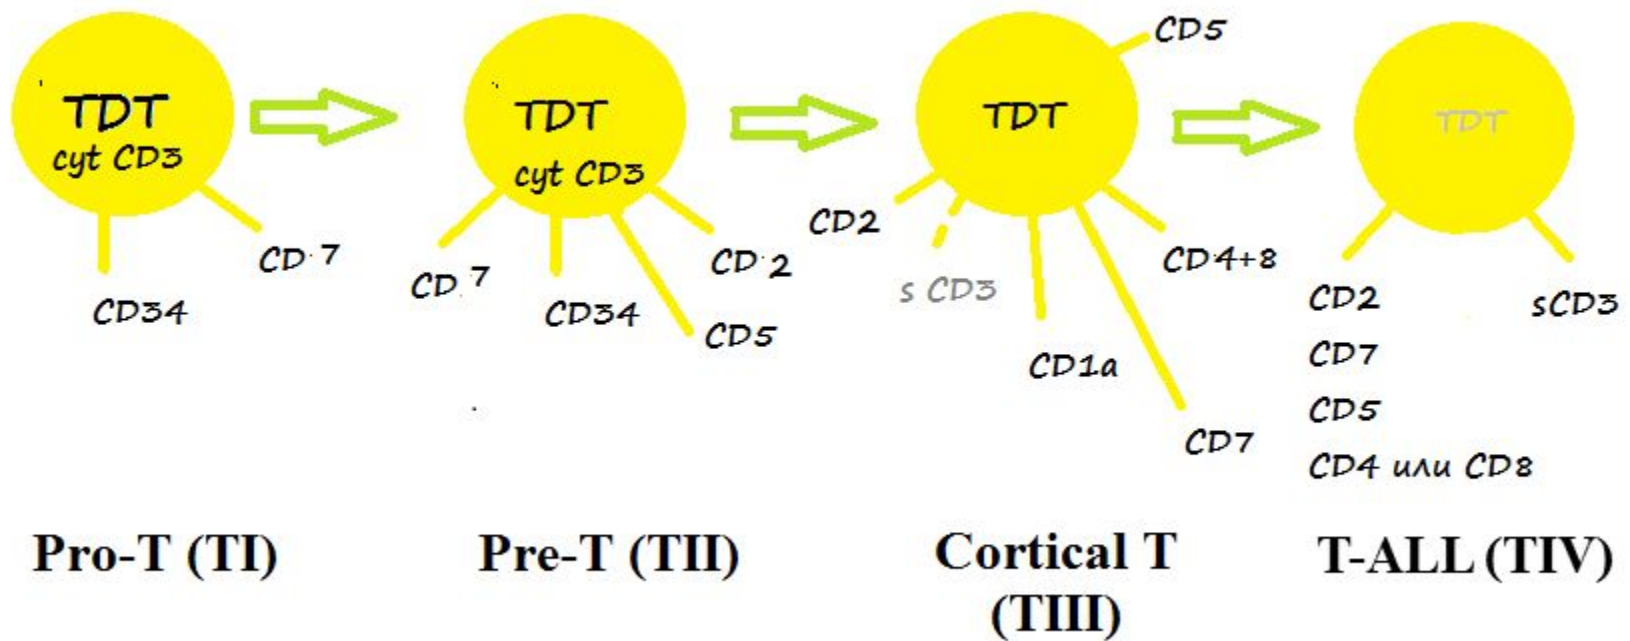 TDT
cyt CD3
CD34
CD 7
Pro-T (TI)
TDT
cyt CD3
CD 7
CD34
CD5
CD 2
Pre-T (TII)
CD5
TDT
CD2
s CD3
CD1a
CD4+8
CD7
Cortical T
(TIII)
TDT
CD2
CD7
CD5
CD4 или CD8
sCD3
T-ALL (TIV)